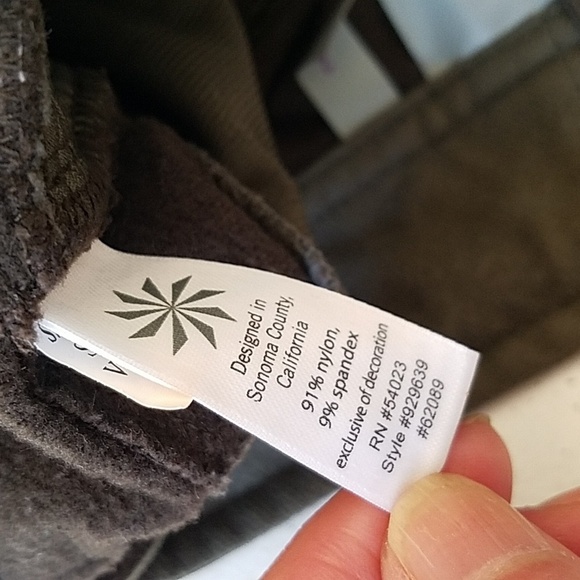 Designed in
Sonoma County,
California
91% nylon,
9% spandex
exclusive of decoration
RN #54023
Style #929639
#62089